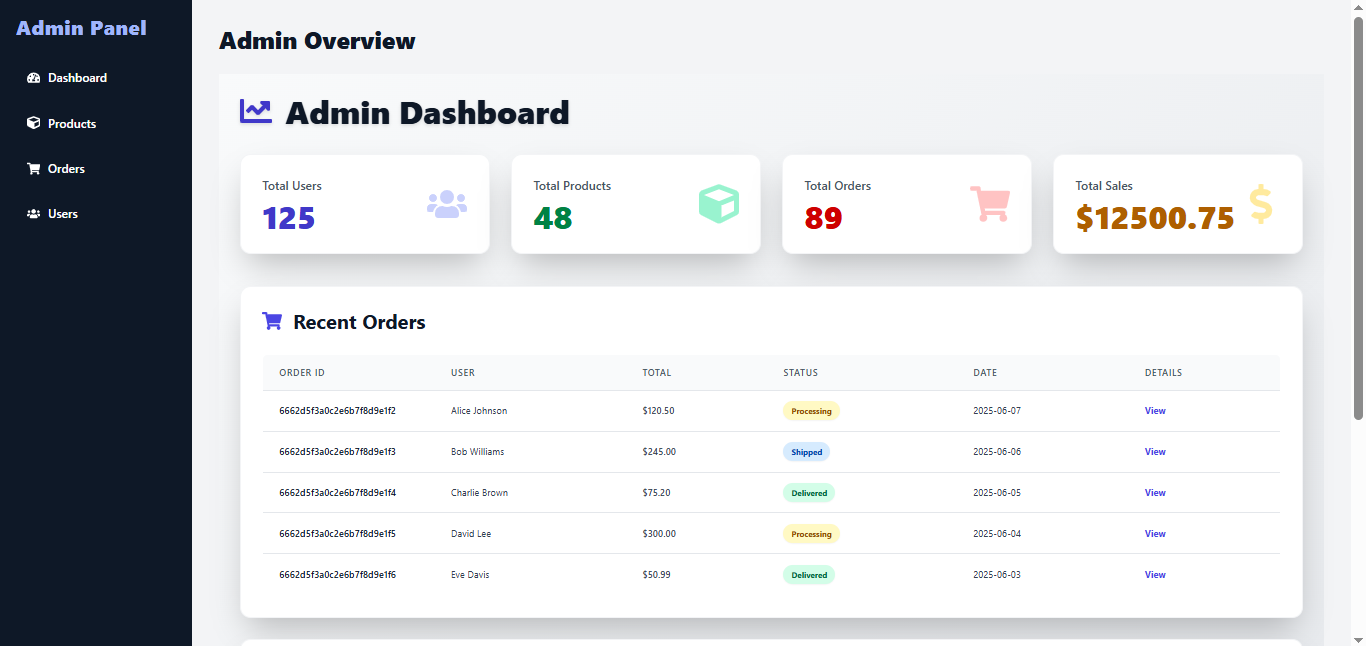 Admin Panel
Dashboard
Products
Orders
Users
Admin Overview
Admin Dashboard
Total Users
125
Total Products
48
Total Orders
89
Total Sales
$12500.75
Recent Orders
ORDER ID USER TOTAL STATUS DATE DETAILS
6662d5f3a0c2e6b7f8d9e1f2 Alice Johnson $120.50 Processing 2025-06-07 View
6662d5f3a0c2e6b7f8d9e1f3 Bob Williams $245.00 Shipped 2025-06-06 View
6662d5f3a0c2e6b7f8d9e1f4 Charlie Brown $75.20 Delivered 2025-06-05 View
6662d5f3a0c2e6b7f8d9e1f5 David Lee $300.00 Processing 2025-06-04 View
6662d5f3a0c2e6b7f8d9e1f6 Eve Davis $50.99 Delivered 2025-06-03 View